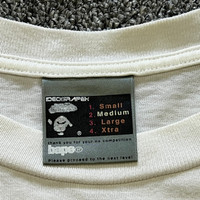 1. Small
2. Medium
3. Large
4. Xtra
thank you for your no competition
bape
Please proceed to the next level